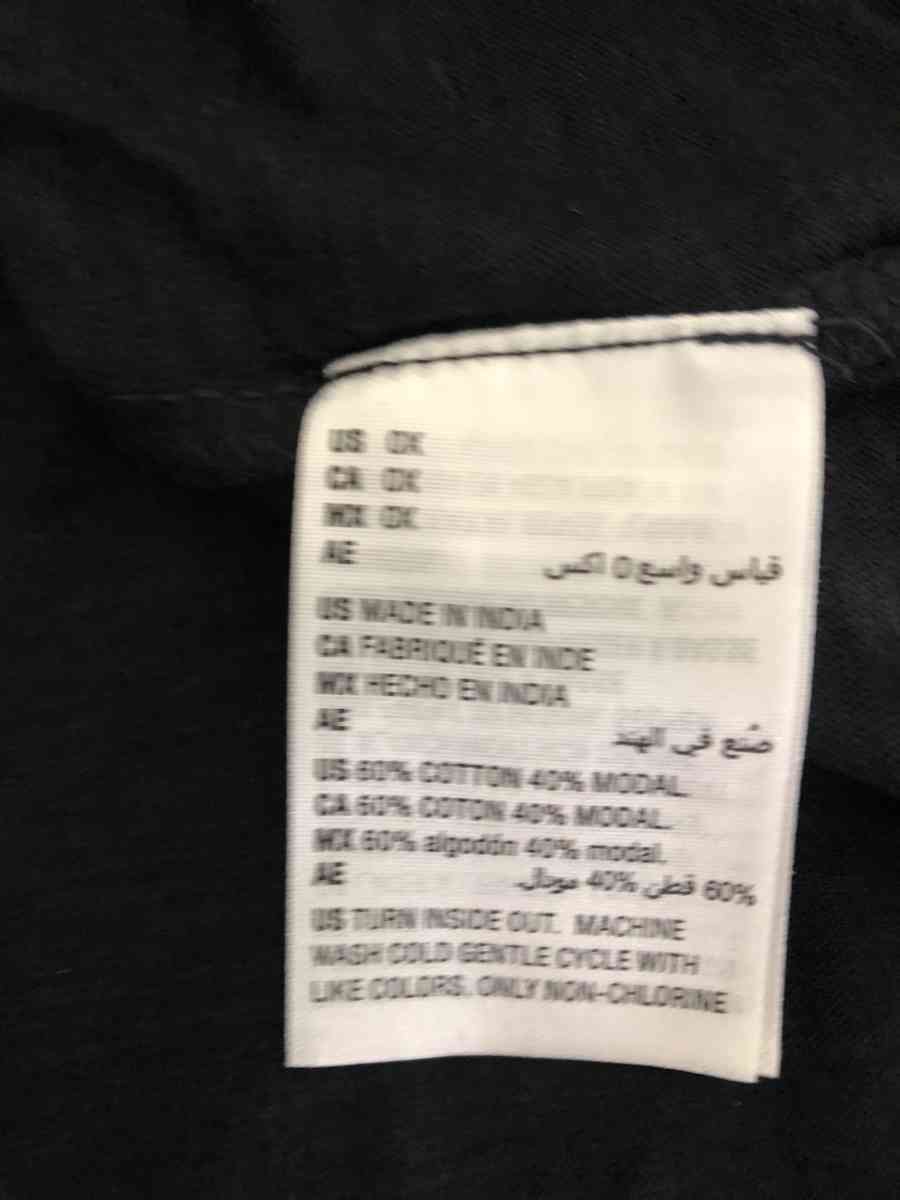 US 0X
CA 0X
MX 0X
AE قياس واسع 0 اكس
US MADE IN INDIA
CA FABRIQUÉ EN INDE
MX HECHO EN INDIA
AE صُنع في الهند
US 60% COTTON 40% MODAL.
CA 60% COTON 40% MODAL.
MX 60% algodón 40% modal.
AE 60% قطن 40% مودال.
US TURN INSIDE OUT. MACHINE
WASH COLD GENTLE CYCLE WITH
LIKE COLORS. ONLY NON-CHLORINE